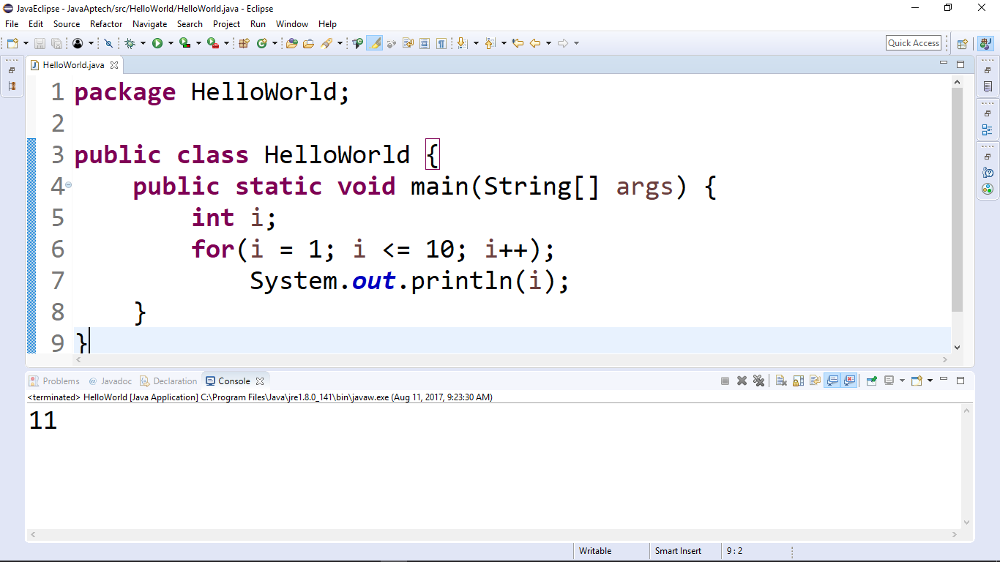 JavaEclipse - JavaAptech/src/HelloWorld/HelloWorld.java - Eclipse
File Edit Source Refactor Navigate Search Project Run Window Help
Quick Access
HelloWorld.java
1 package HelloWorld;
2
3 public class HelloWorld {
4     public static void main(String[] args) {
5         int i;
6         for(i = 1; i <= 10; i++);
7             System.out.println(i);
8     }
9 }
Problems @ Javadoc Declaration Console
<terminated> HelloWorld [Java Application] C:\Program Files\Java\jre1.8.0_141\bin\javaw.exe (Aug 11, 2017, 9:23:30 AM)
11
Writable Smart Insert 9 : 2